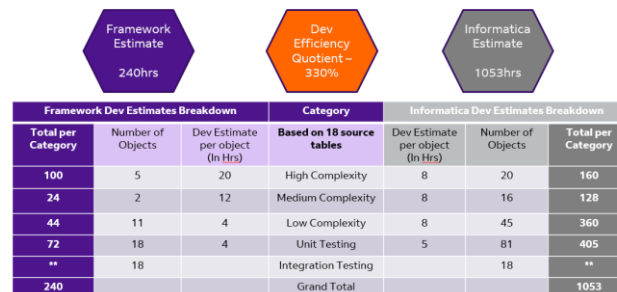 Framework Estimate
240hrs
Dev Efficiency Quotient – 330%
Informatica Estimate
1053hrs
Framework Dev Estimates Breakdown Category Informatica Dev Estimates Breakdown
Total per Category Number of Objects Dev Estimate per object (In Hrs) Based on 18 source tables Dev Estimate per object (In Hrs) Number of Objects Total per Category
100 5 20 High Complexity 8 20 160
24 2 12 Medium Complexity 8 16 128
44 11 4 Low Complexity 8 45 360
72 18 4 Unit Testing 5 81 405
** 18 Integration Testing 18 **
240 Grand Total 1053